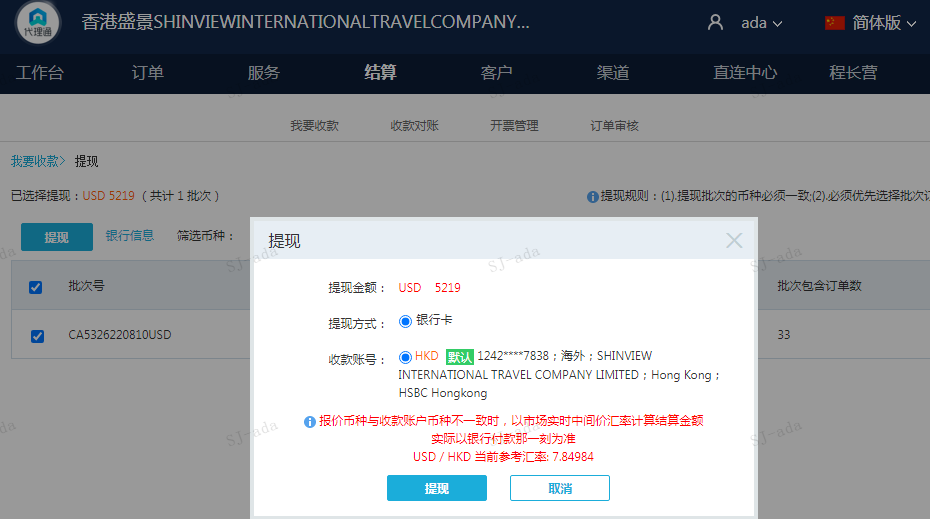 代理通
香港盛景SHINVIEWINTERNATIONALTRAVELCOMPANY...
ada
简体版
工作台 订单 服务 结算 客户 渠道 直连中心 程长营
我要收款 收款对账 开票管理 订单审核
我要收款> 提现
已选择提现：USD 5219 （ 共计 1 批次 ）
提现规则：(1).提现批次的币种必须一致;(2).必须优先选择批次
提现 银行信息 筛选币种：
批次号
批次包含订单数
CA5326220810USD
33
提现
提现金额： USD 5219
提现方式： 银行卡
收款账号： HKD 默认 1242****7838；海外；SHINVIEW
INTERNATIONAL TRAVEL COMPANY LIMITED；Hong Kong；
HSBC Hongkong
报价币种与收款账户币种不一致时，以市场实时中间价汇率计算结算金额
实际以银行付款那一刻为准
USD / HKD 当前参考汇率: 7.84984
提现 取消
SJ-ada
SJ-ada
SJ-ada
SJ-ada
SJ-ada